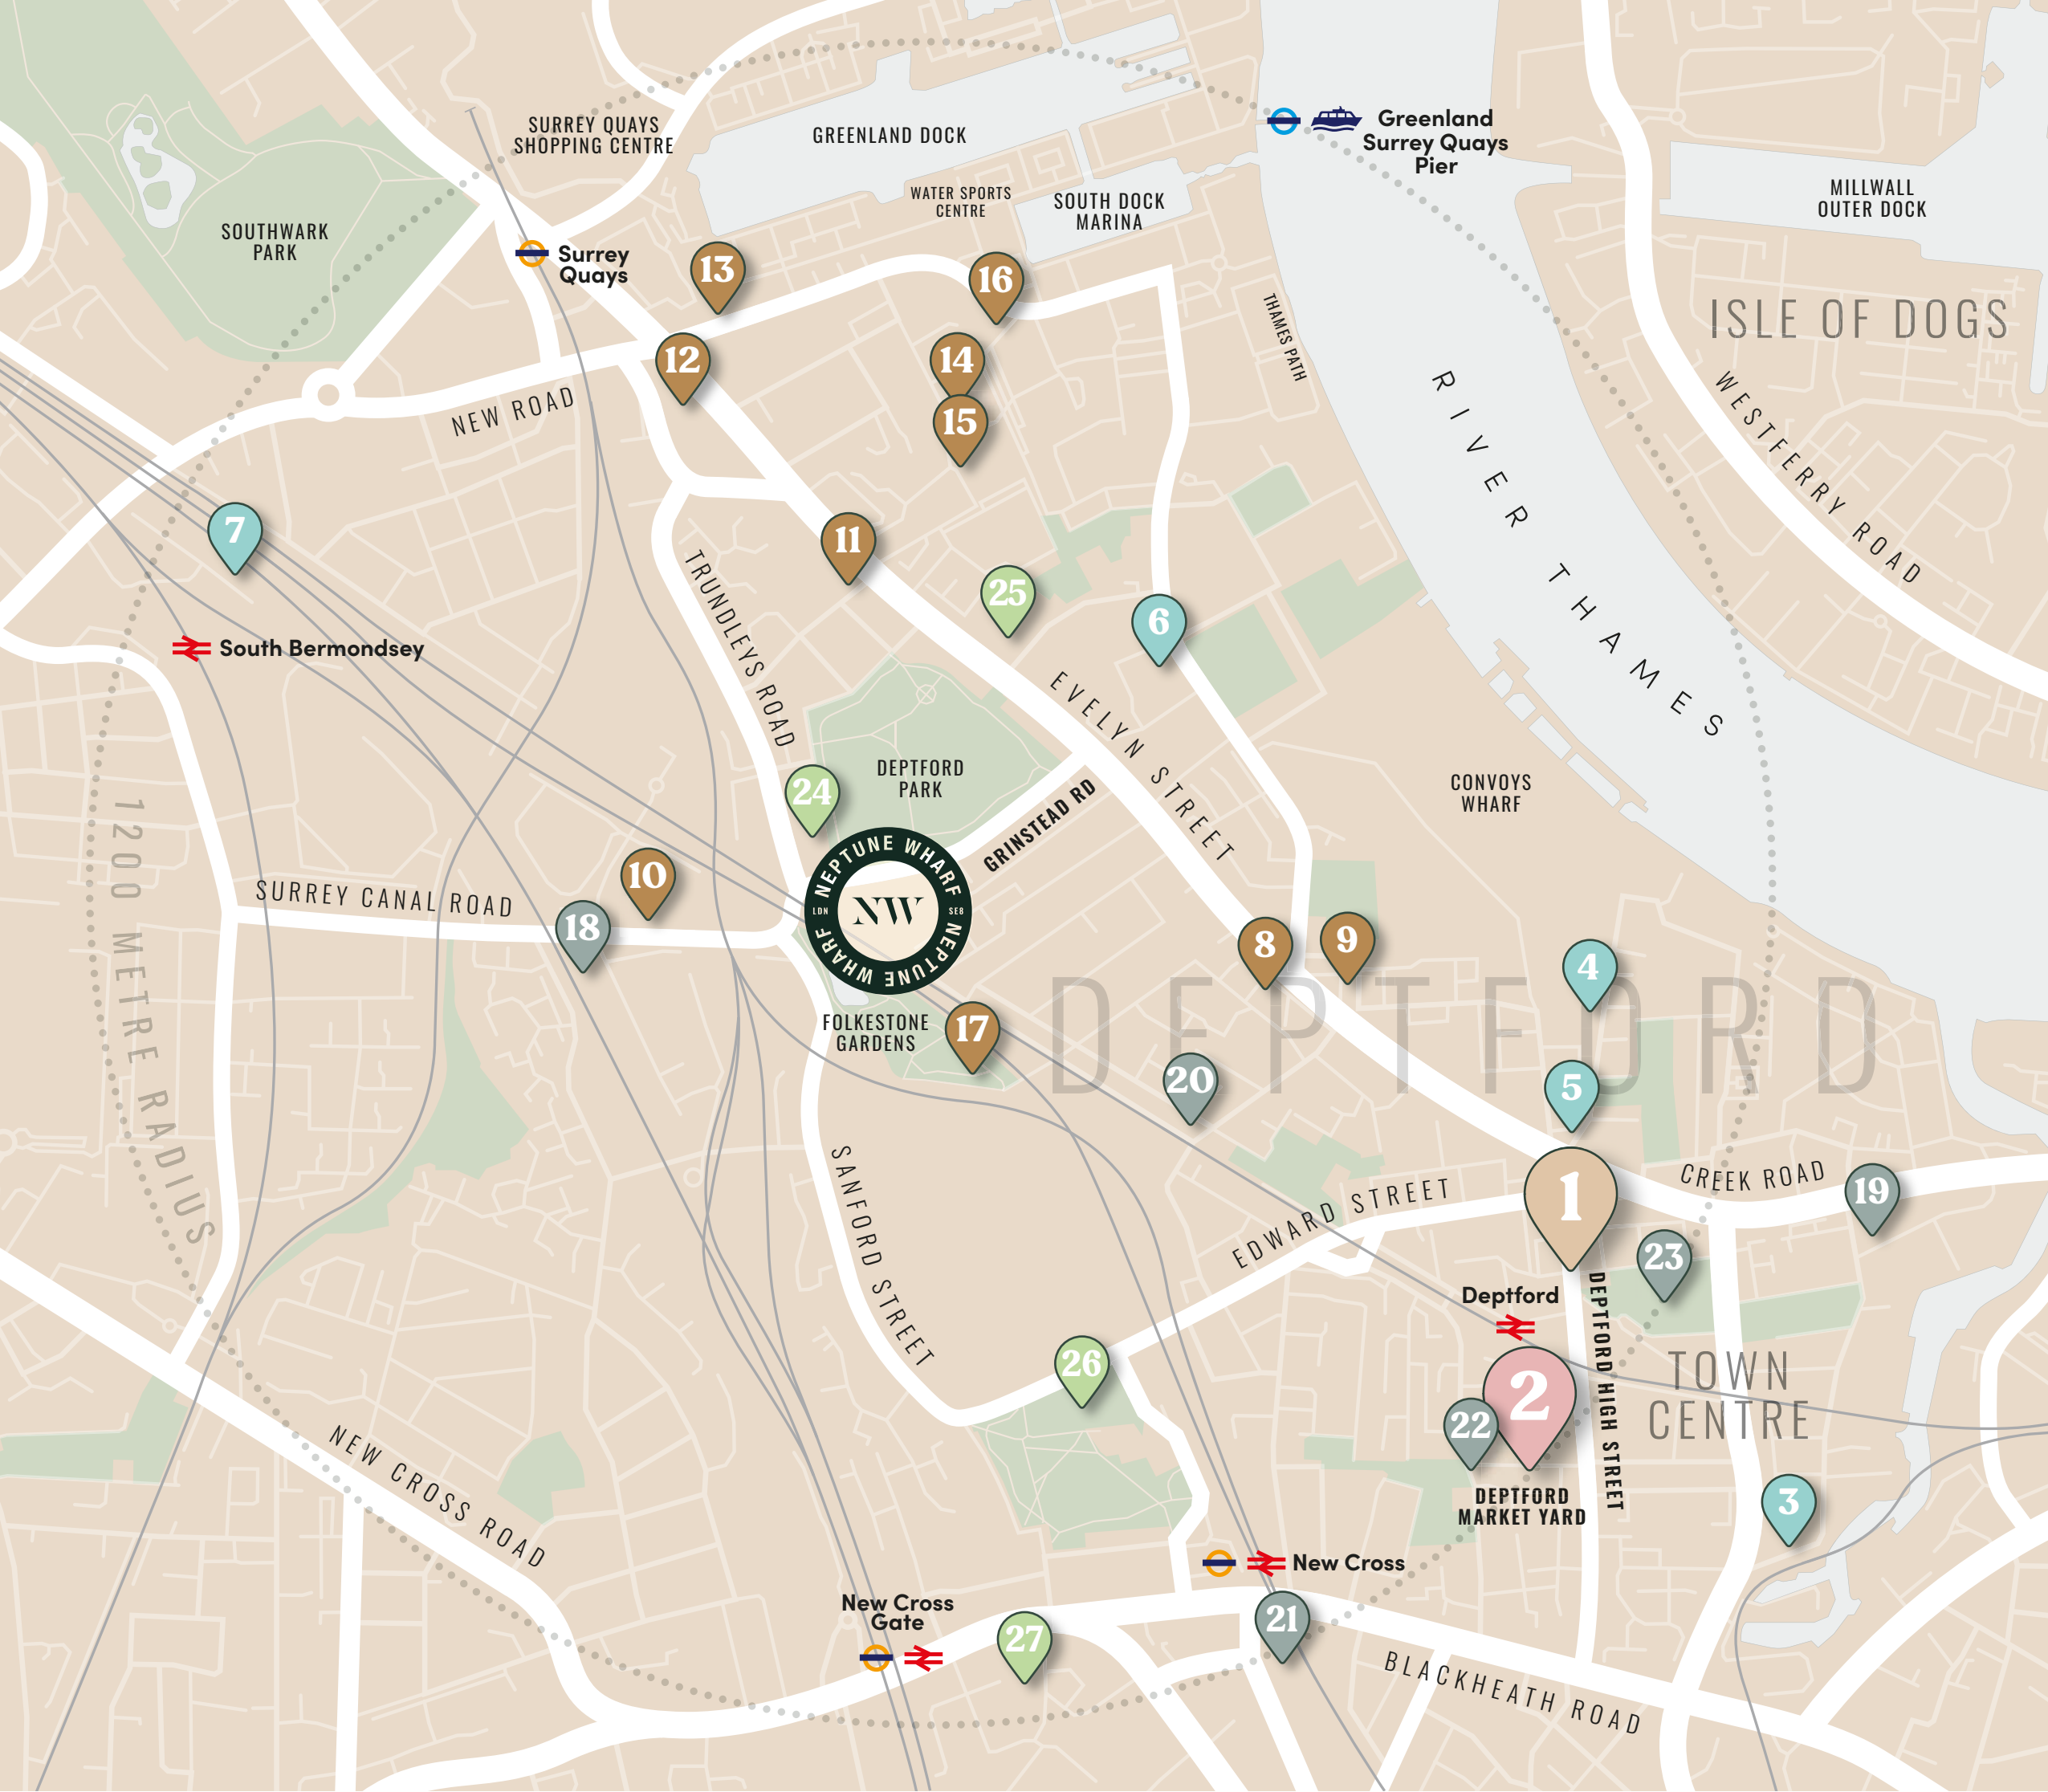 SURREY QUAYS
SHOPPING CENTRE
GREENLAND DOCK
Greenland
Surrey Quays
Pier
WATER SPORTS
CENTRE
SOUTH DOCK
MARINA
MILLWALL
OUTER DOCK
SOUTHWARK
PARK
Surrey
Quays
13
16
ISLE OF DOGS
THAMES PATH
12
14
15
NEW ROAD
RIVER THAMES
WESTFERRY ROAD
7
11
25
6
TRUNDLEYS ROAD
South Bermondsey
EVELYN STREET
24
DEPTFORD
PARK
GRINSTEAD RD
CONVOYS
WHARF
1200 METRE RADIUS
NEPTUNE WHARF
LDN
NW
SE8
NEPTUNE WHARF
10
SURREY CANAL ROAD
18
8
9
4
DEPTFORD
FOLKESTONE
GARDENS
17
20
5
SANFORD STREET
EDWARD STREET
1
CREEK ROAD
19
23
Deptford
DEPTFORD HIGH STREET
26
2
22
TOWN
CENTRE
DEPTFORD
MARKET YARD
3
NEW CROSS ROAD
New Cross
New Cross
Gate
27
21
BLACKHEATH ROAD